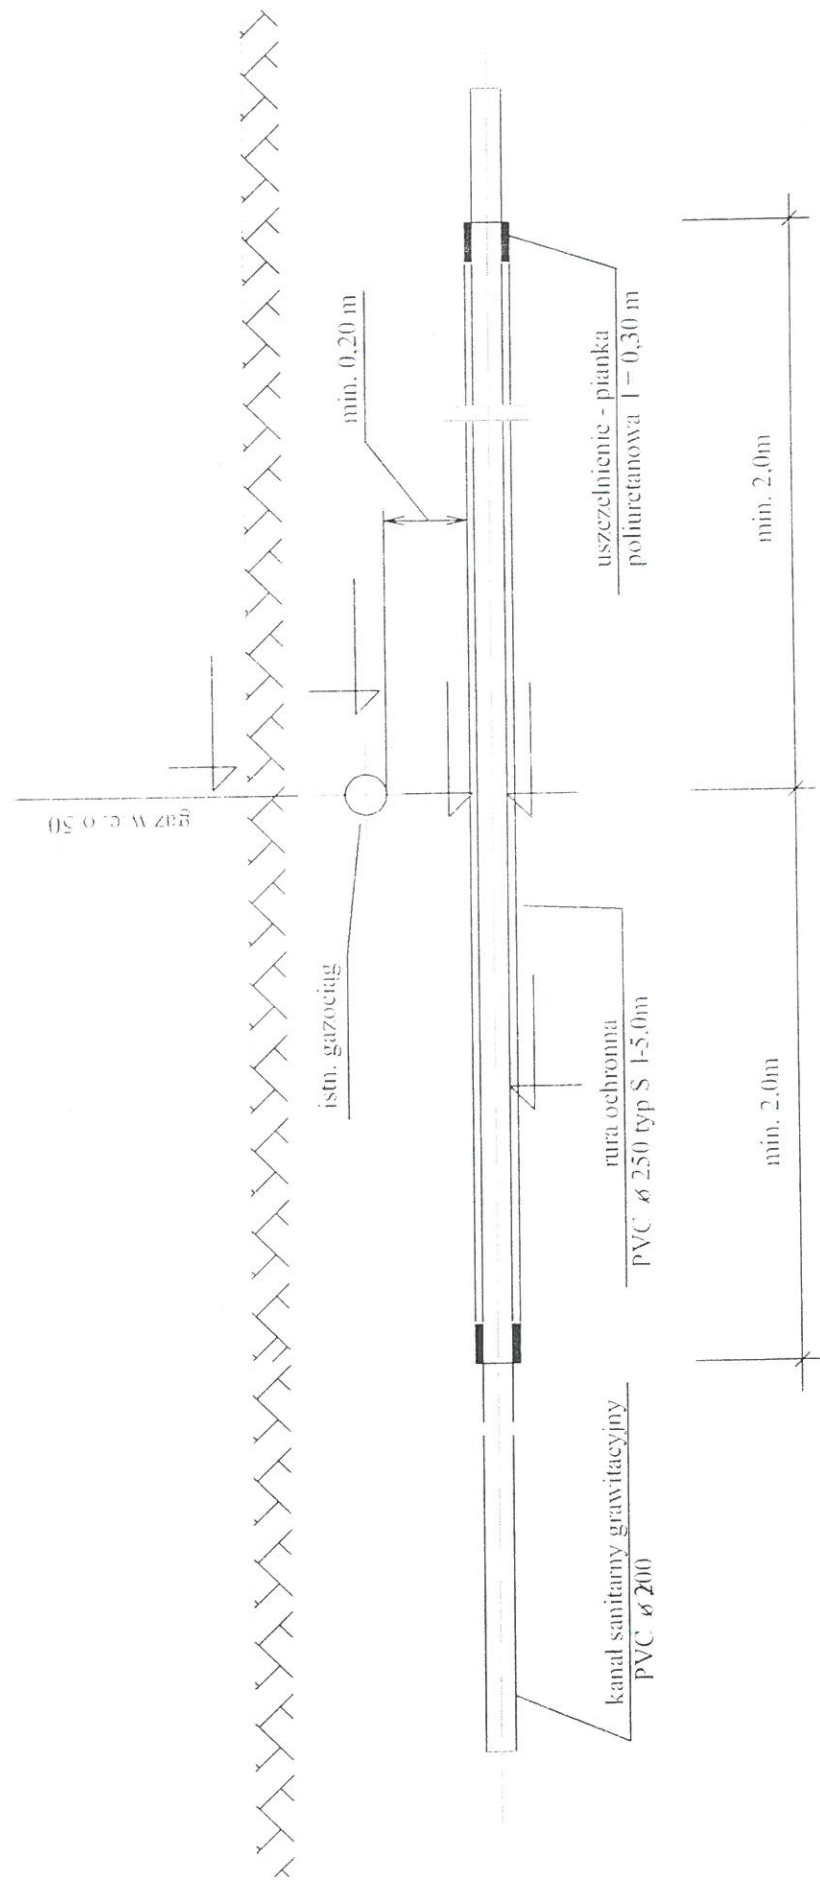 gaz w c. o 50
istn. gazociąg
min. 0,20 m
kanał sanitarny grawitacyjny
PVC ø 200
rura ochronna
PVC ø 250 typ S l-5.0m
uszczelnienie - pianka
poliuretanowa l = 0,30 m
min. 2.0m
min. 2,0m